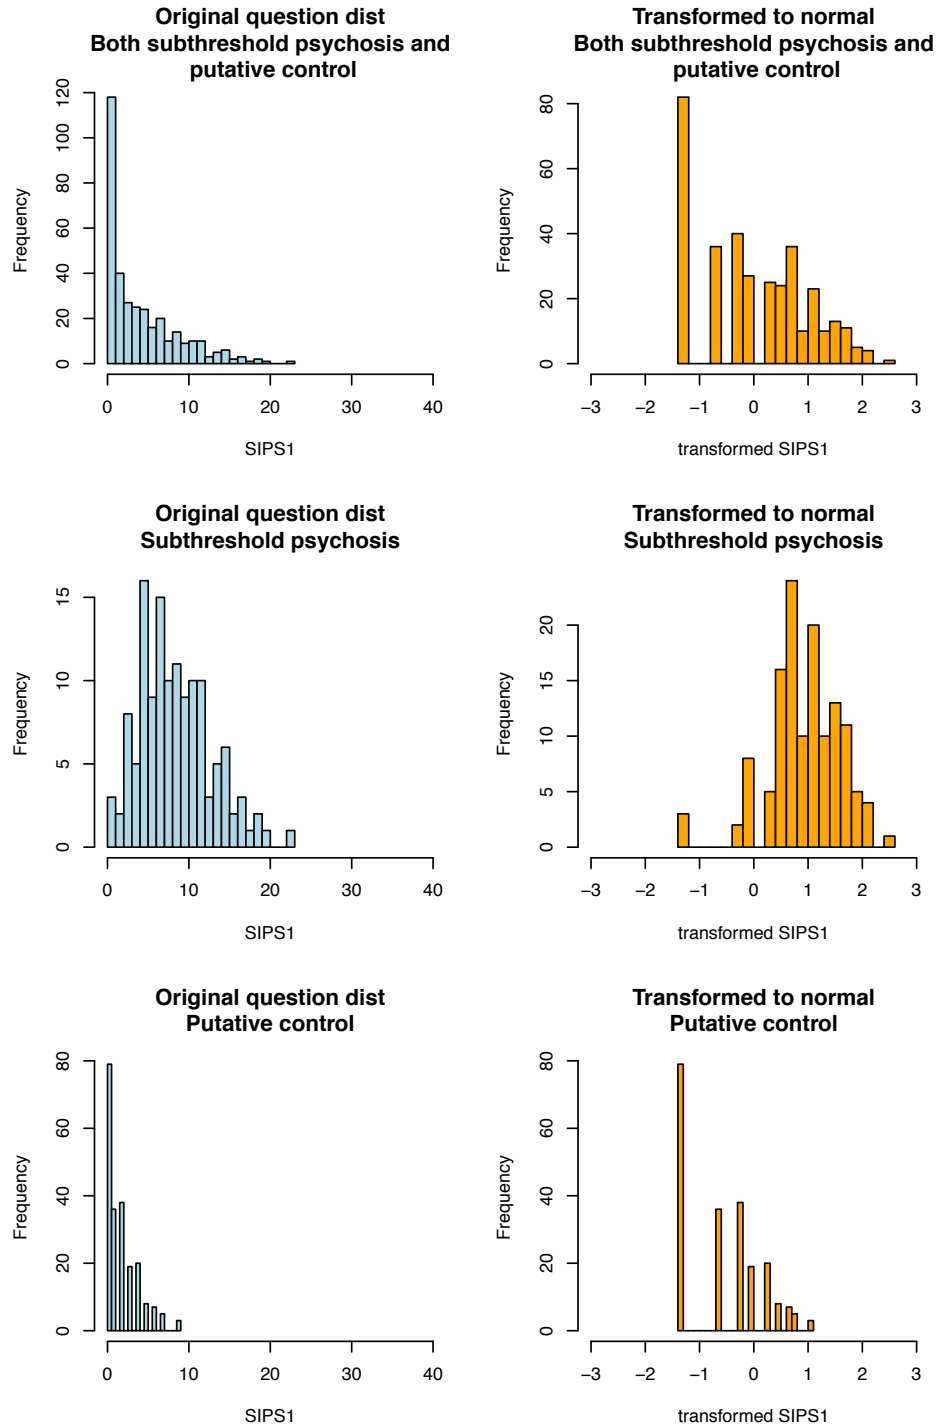 Original question dist
Both subthreshold psychosis and
putative control
Frequency
0
20
40
60
80
100
120
0 10 20 30 40
SIPS1
Transformed to normal
Both subthreshold psychosis and
putative control
Frequency
0
20
40
60
80
−3 −2 −1 0 1 2 3
transformed SIPS1
Original question dist
Subthreshold psychosis
Frequency
0
5
10
15
0 10 20 30 40
SIPS1
Transformed to normal
Subthreshold psychosis
Frequency
0
5
10
15
20
−3 −2 −1 0 1 2 3
transformed SIPS1
Original question dist
Putative control
Frequency
0
20
40
60
80
0 10 20 30 40
SIPS1
Transformed to normal
Putative control
Frequency
0
20
40
60
80
−3 −2 −1 0 1 2 3
transformed SIPS1